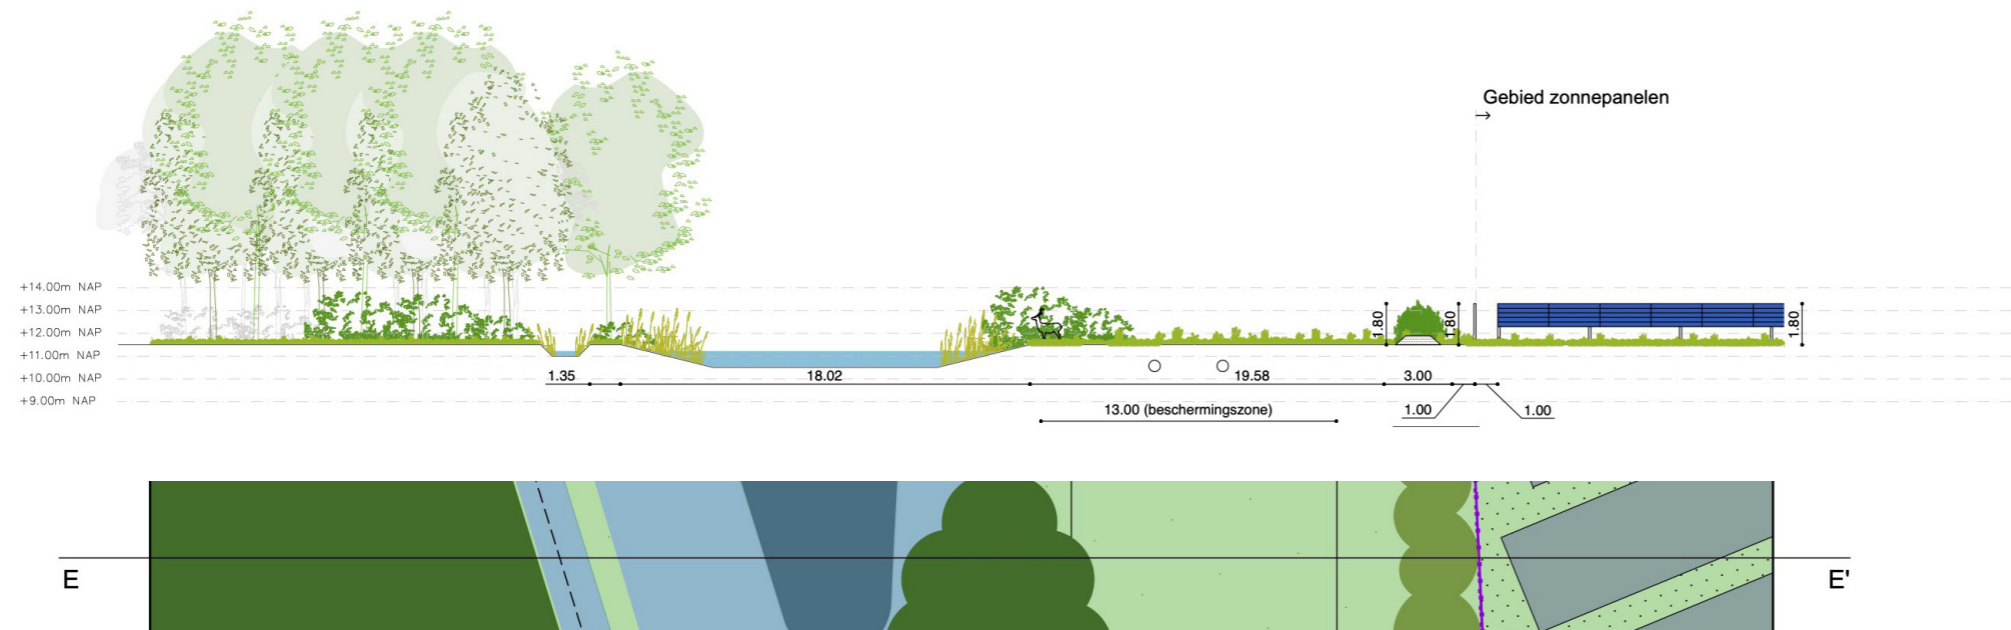 Gebied zonnepanelen
+14.00m NAP
+13.00m NAP
+12.00m NAP
+11.00m NAP
+10.00m NAP
+9.00m NAP
1.80
1.80
1.80
1.35
18.02
19.58
3.00
13.00 (beschermingszone)
1.00
1.00
E
E'